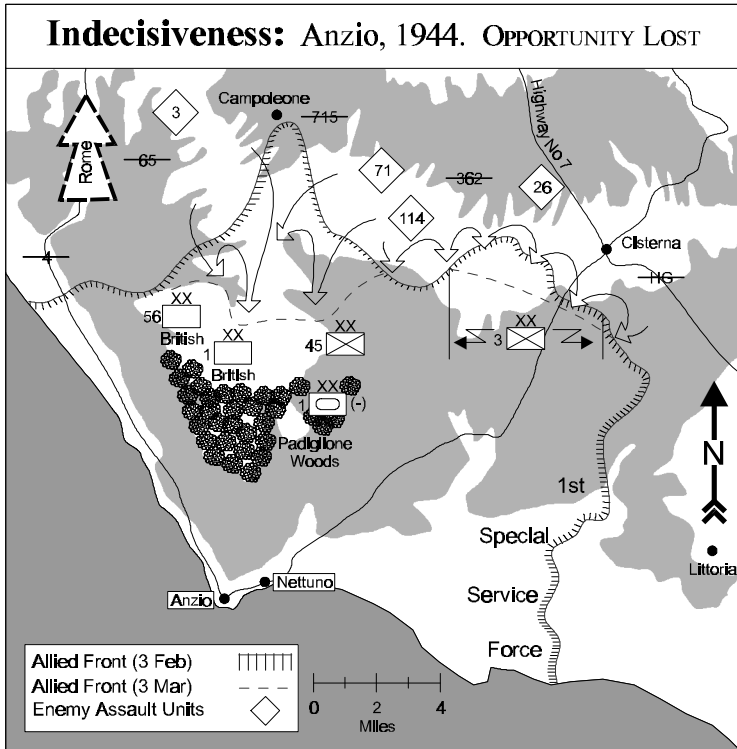 Indecisiveness: Anzio, 1944. OPPORTUNITY LOST
Campoleone
Highway No 7
3
715
Rome
65
71
362
26
114
4
Cisterna
HG
XX
56
British
XX
1
British
XX
45
XX
3
XX
1 (-)
Padiglione
Woods
1st
N
Special
Littoria
Nettuno
Anzio
Service
Force
Allied Front (3 Feb)
Allied Front (3 Mar)
Enemy Assault Units
0 2 4
Miles